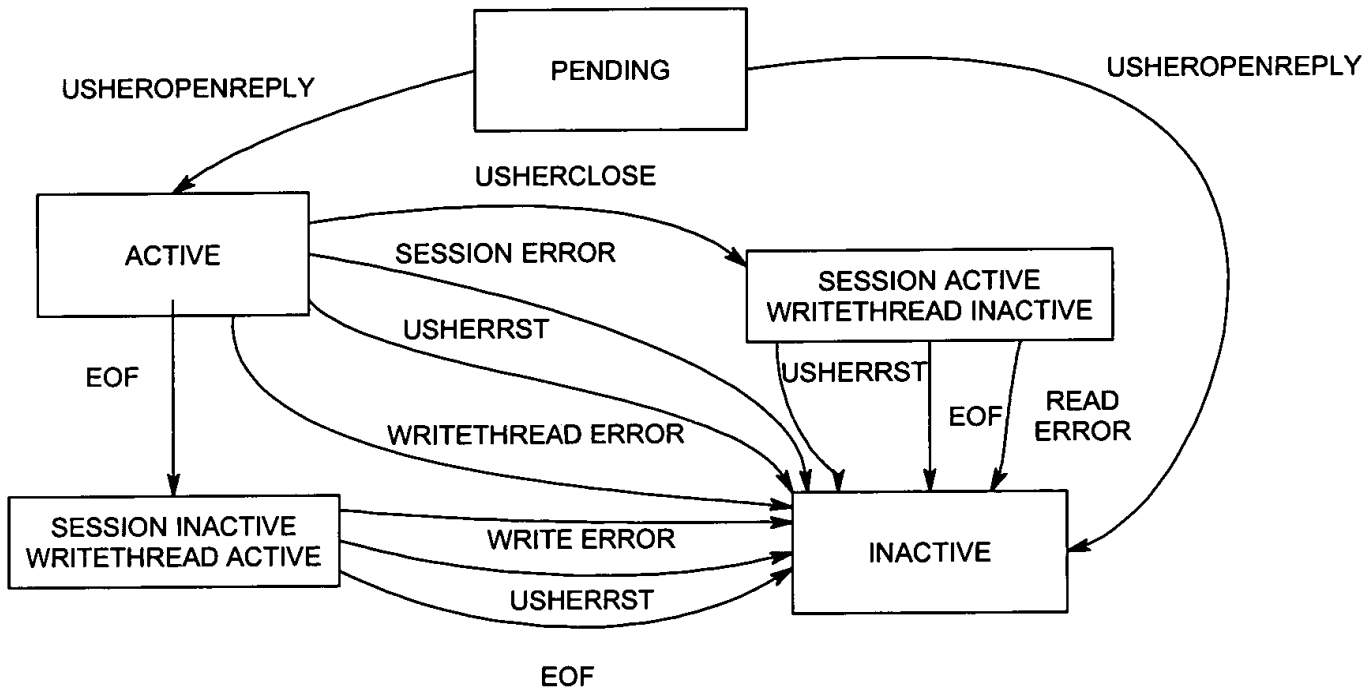 PENDING
USHEROPENREPLY
USHEROPENREPLY
USHERCLOSE
ACTIVE
SESSION ERROR
SESSION ACTIVE
WRITETHREAD INACTIVE
USHERRST
USHERRST
EOF
EOF
READ
ERROR
WRITETHREAD ERROR
SESSION INACTIVE
WRITETHREAD ACTIVE
WRITE ERROR
INACTIVE
USHERRST
EOF